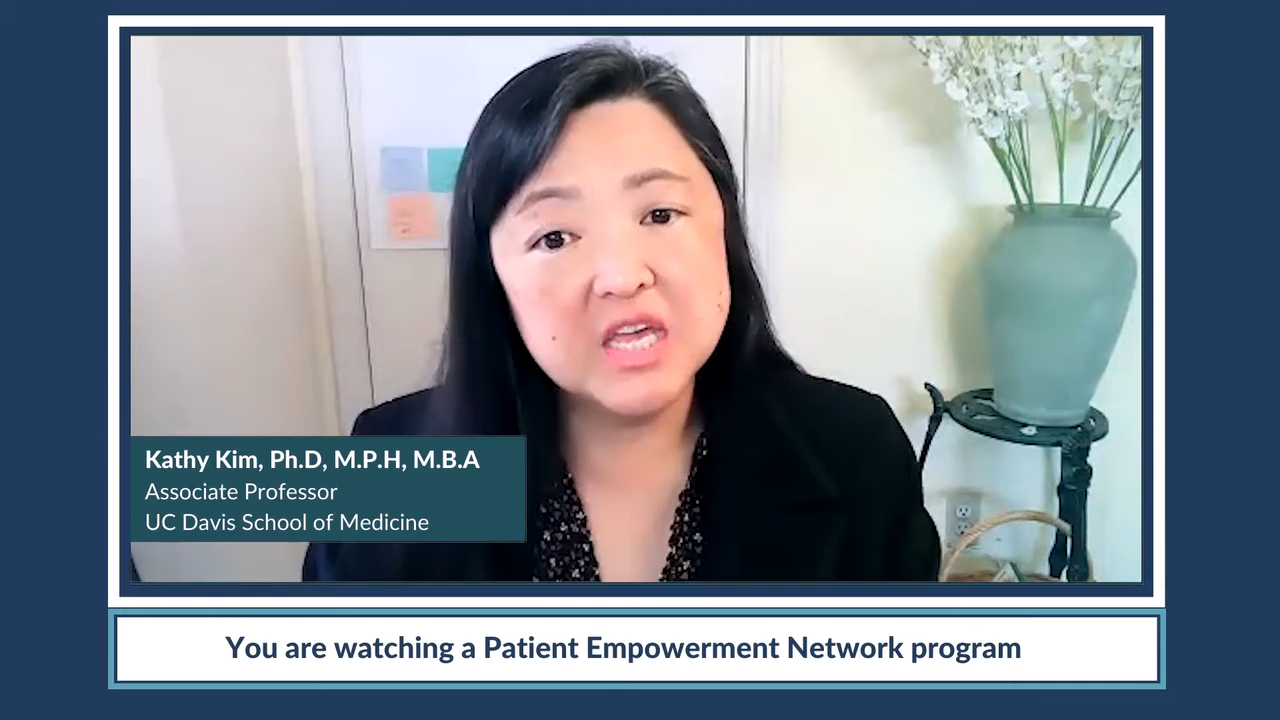 Kathy Kim, Ph.D, M.P.H, M.B.A
Associate Professor
UC Davis School of Medicine
You are watching a Patient Empowerment Network program